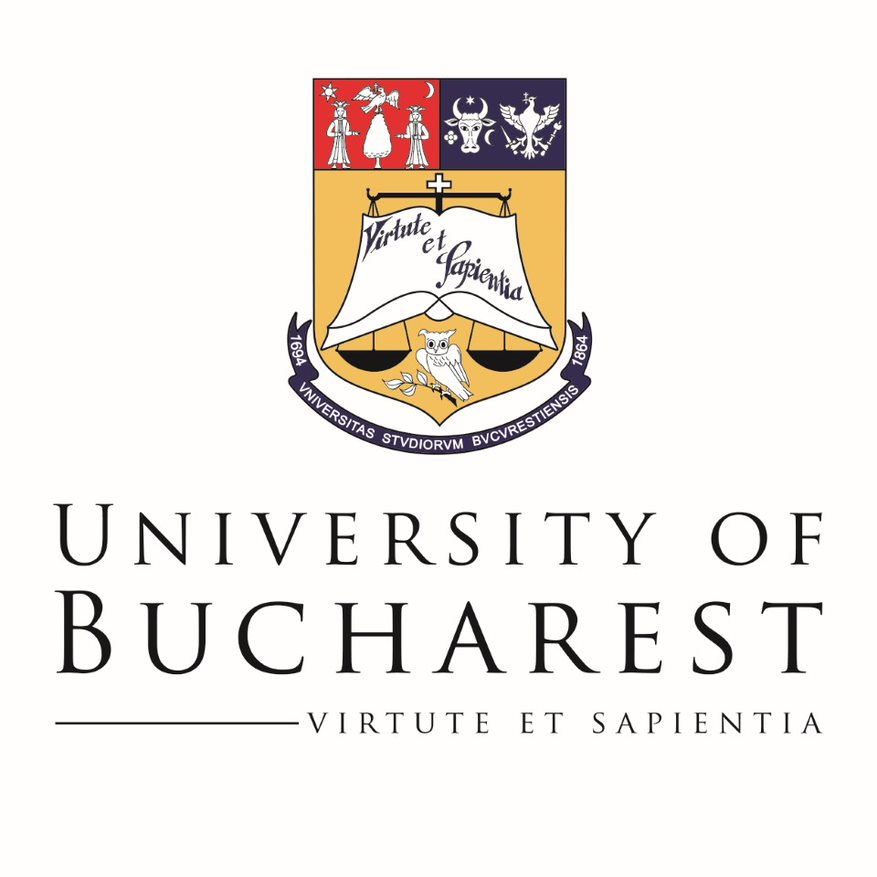 Virtute
et
Sapientia
1694
VNIVERSITAS STVDIORVM BVCVRESTIENSIS
1864
UNIVERSITY OF
BUCHAREST
VIRTUTE ET SAPIENTIA